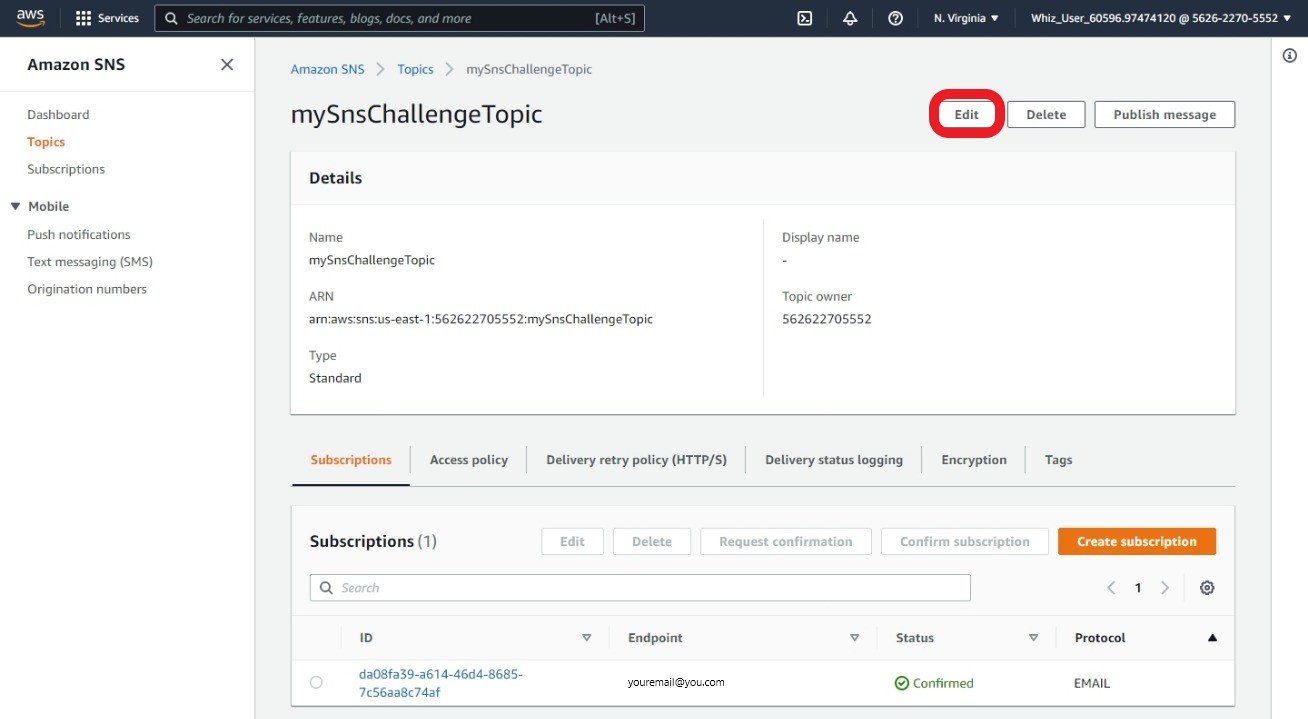 aws
Services
Search for services, features, blogs, docs, and more
[Alt+S]
N. Virginia
Whiz_User_60596.97474120 @ 5626-2270-5552
Amazon SNS
Dashboard
Topics
Subscriptions
Mobile
Push notifications
Text messaging (SMS)
Origination numbers
Amazon SNS > Topics > mySnsChallengeTopic
mySnsChallengeTopic
Edit
Delete
Publish message
Details
Name
mySnsChallengeTopic
ARN
arn:aws:sns:us-east-1:562622705552:mySnsChallengeTopic
Type
Standard
Display name
-
Topic owner
562622705552
Subscriptions
Access policy
Delivery retry policy (HTTP/S)
Delivery status logging
Encryption
Tags
Subscriptions (1)
Edit
Delete
Request confirmation
Confirm subscription
Create subscription
Search
1
ID
Endpoint
Status
Protocol
da08fa39-a614-46d4-8685-
7c56aa8c74af
youremail@you.com
Confirmed
EMAIL